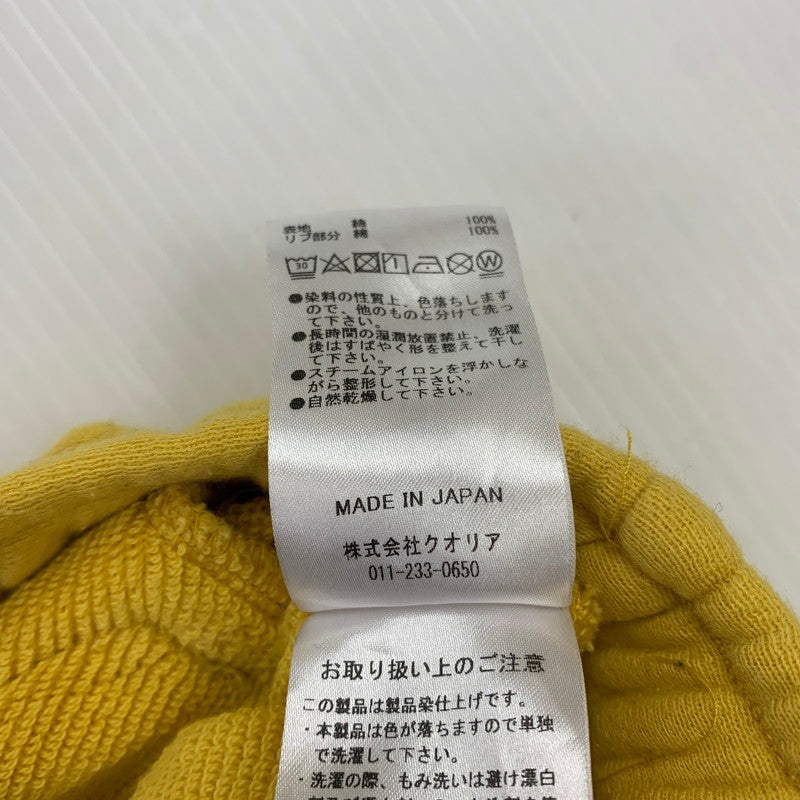 表地 綿 100%
リブ部分 綿 100%
30
●染料の性質上、色落ちします
ので、他のものと分けて洗っ
て下さい。
●長時間の湿潤放置禁止、洗濯
後はすばやく形を整えて干し
て下さい。
●スチームアイロンを浮かしな
がら整形して下さい。
●自然乾燥して下さい。
MADE IN JAPAN
株式会社クオリア
011-233-0650
お取り扱い上のご注意
この製品は製品染仕上げです。
・本製品は色が落ちますので単独
で洗濯して下さい。
・洗濯の際、もみ洗いは避け漂白